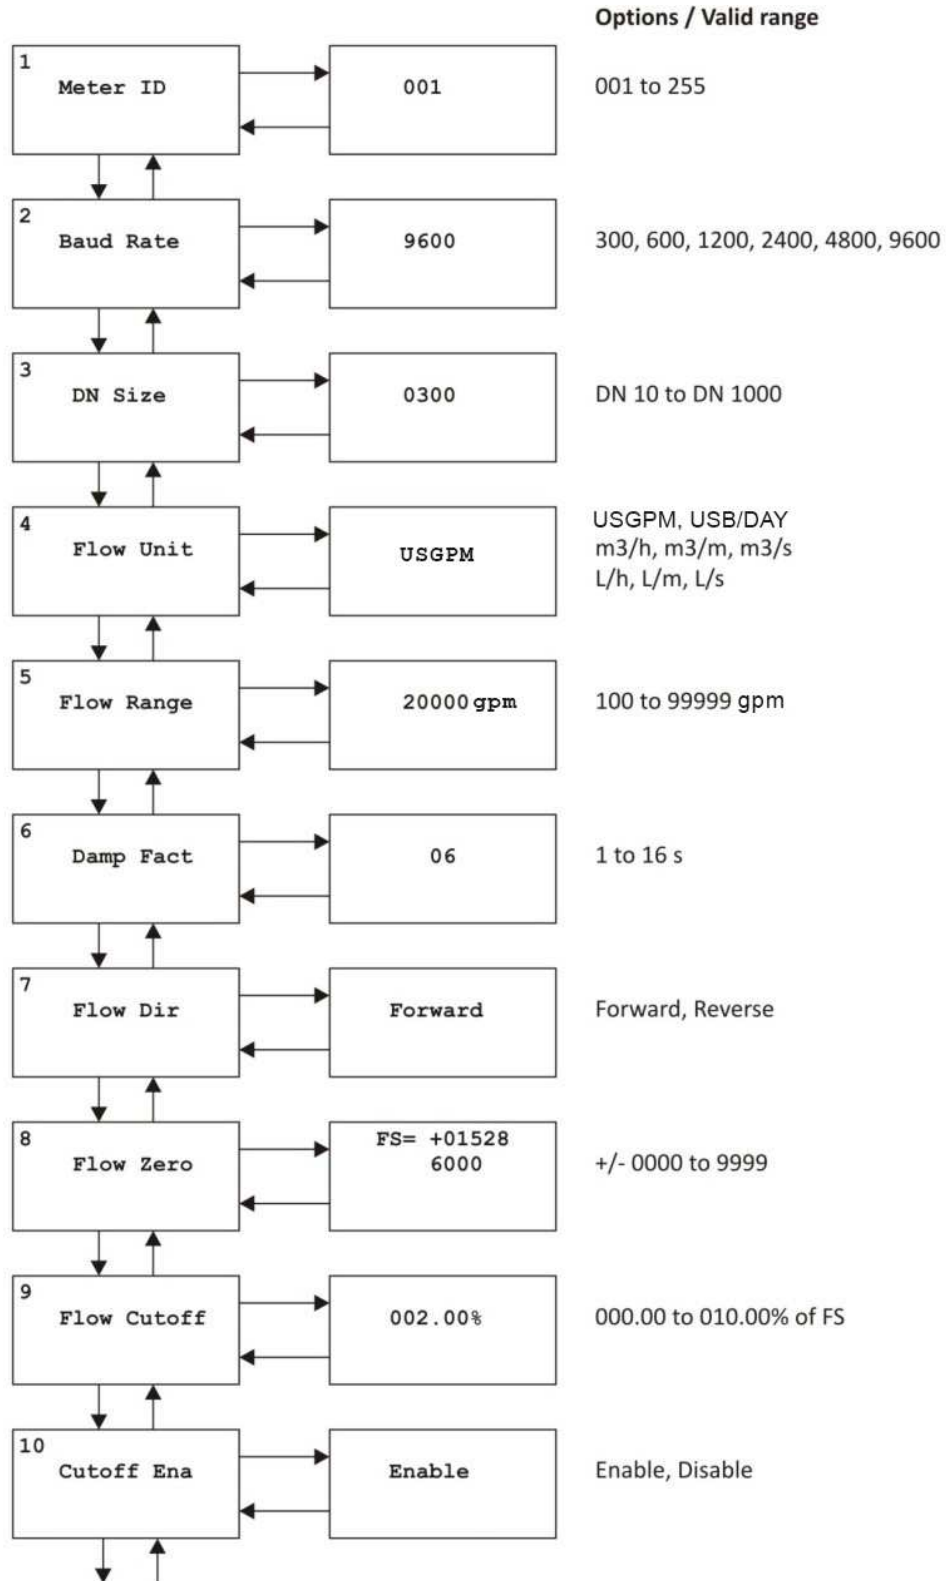 Options / Valid range
1
Meter ID
001
001 to 255
2
Baud Rate
9600
300, 600, 1200, 2400, 4800, 9600
3
DN Size
0300
DN 10 to DN 1000
4
Flow Unit
USGPM
USGPM, USB/DAY
m3/h, m3/m, m3/s
L/h, L/m, L/s
5
Flow Range
20000 gpm
100 to 99999 gpm
6
Damp Fact
06
1 to 16 s
7
Flow Dir
Forward
Forward, Reverse
8
Flow Zero
FS= +01528
6000
+/- 0000 to 9999
9
Flow Cutoff
002.00%
000.00 to 010.00% of FS
10
Cutoff Ena
Enable
Enable, Disable